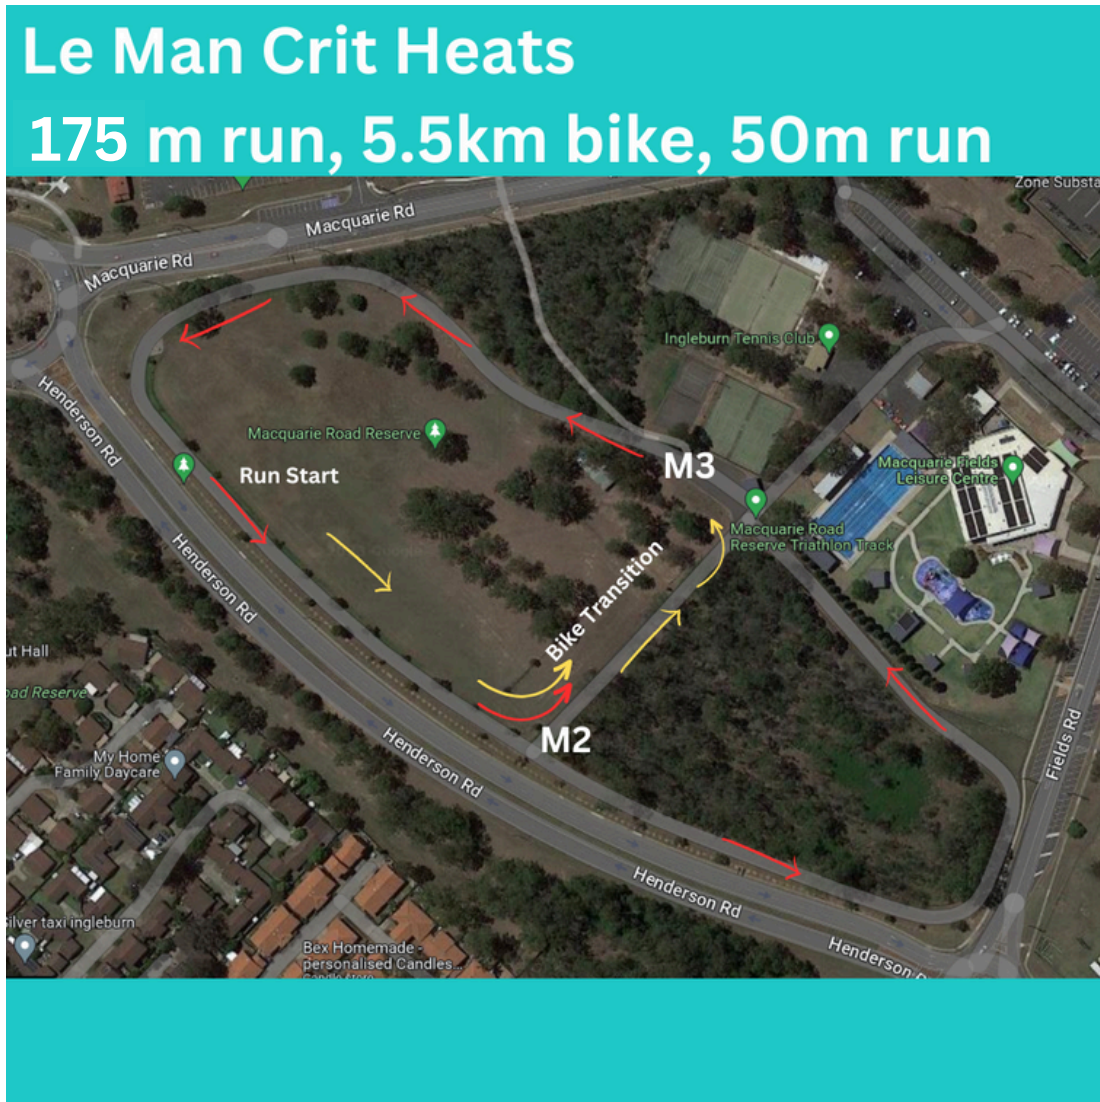 Le Man Crit Heats
175 m run, 5.5km bike, 50m run
Zone Substa
Macquarie Rd
Macquarie Rd
Ingleburn Tennis Club
Henderson Rd
Macquarie Road Reserve
Run Start
M3
Macquarie Fields
Leisure Centre
Macquarie Road
Reserve Triathlon Track
Henderson Rd
Bike Transition
ut Hall
oad Reserve
M2
My Home
Family Daycare
Henderson Rd
Fields Rd
Henderson Rd
Silver taxi ingleburn
Bex Homemade -
personalised Candles...
Candle store
Henderson R